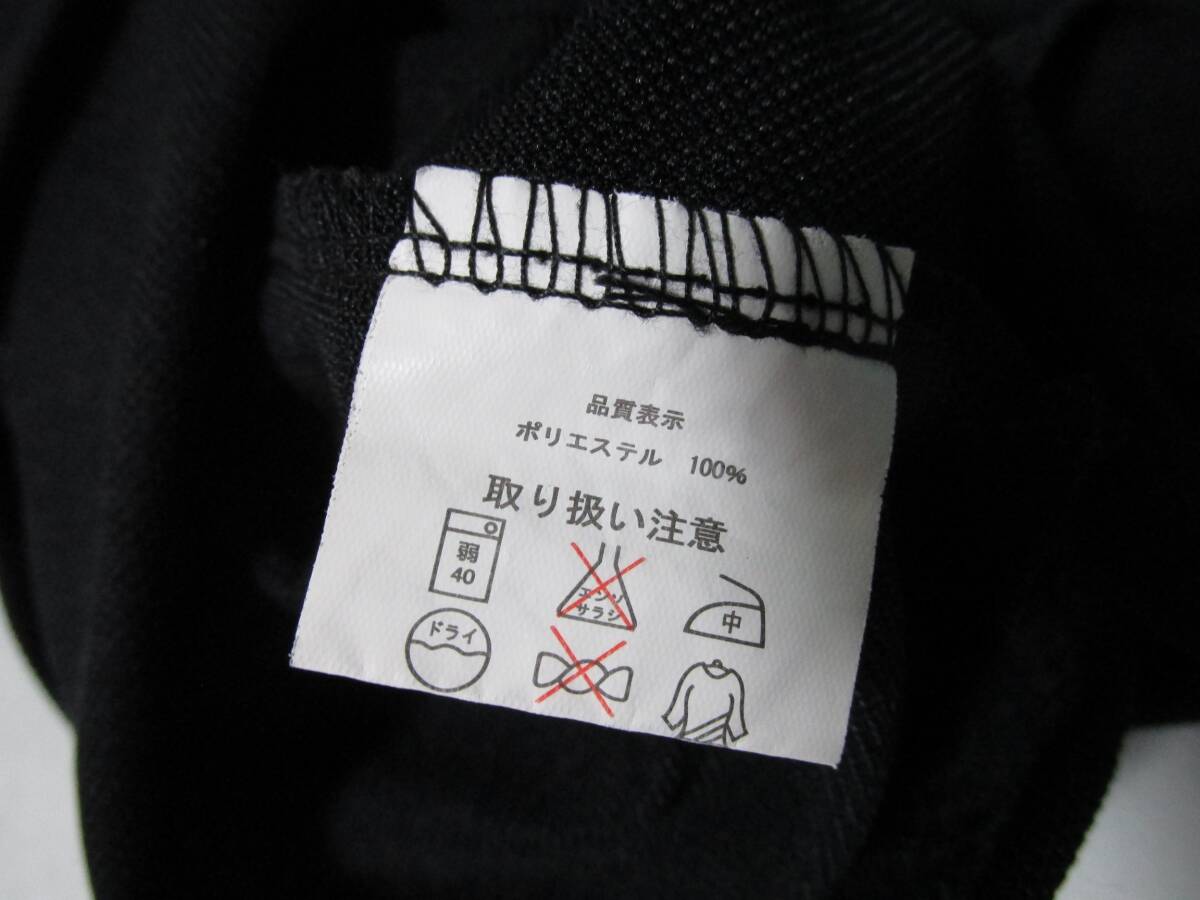 品質表示
ポリエステル 100%
取り扱い注意
弱
40
エンソ
サラシ
中
ドライ